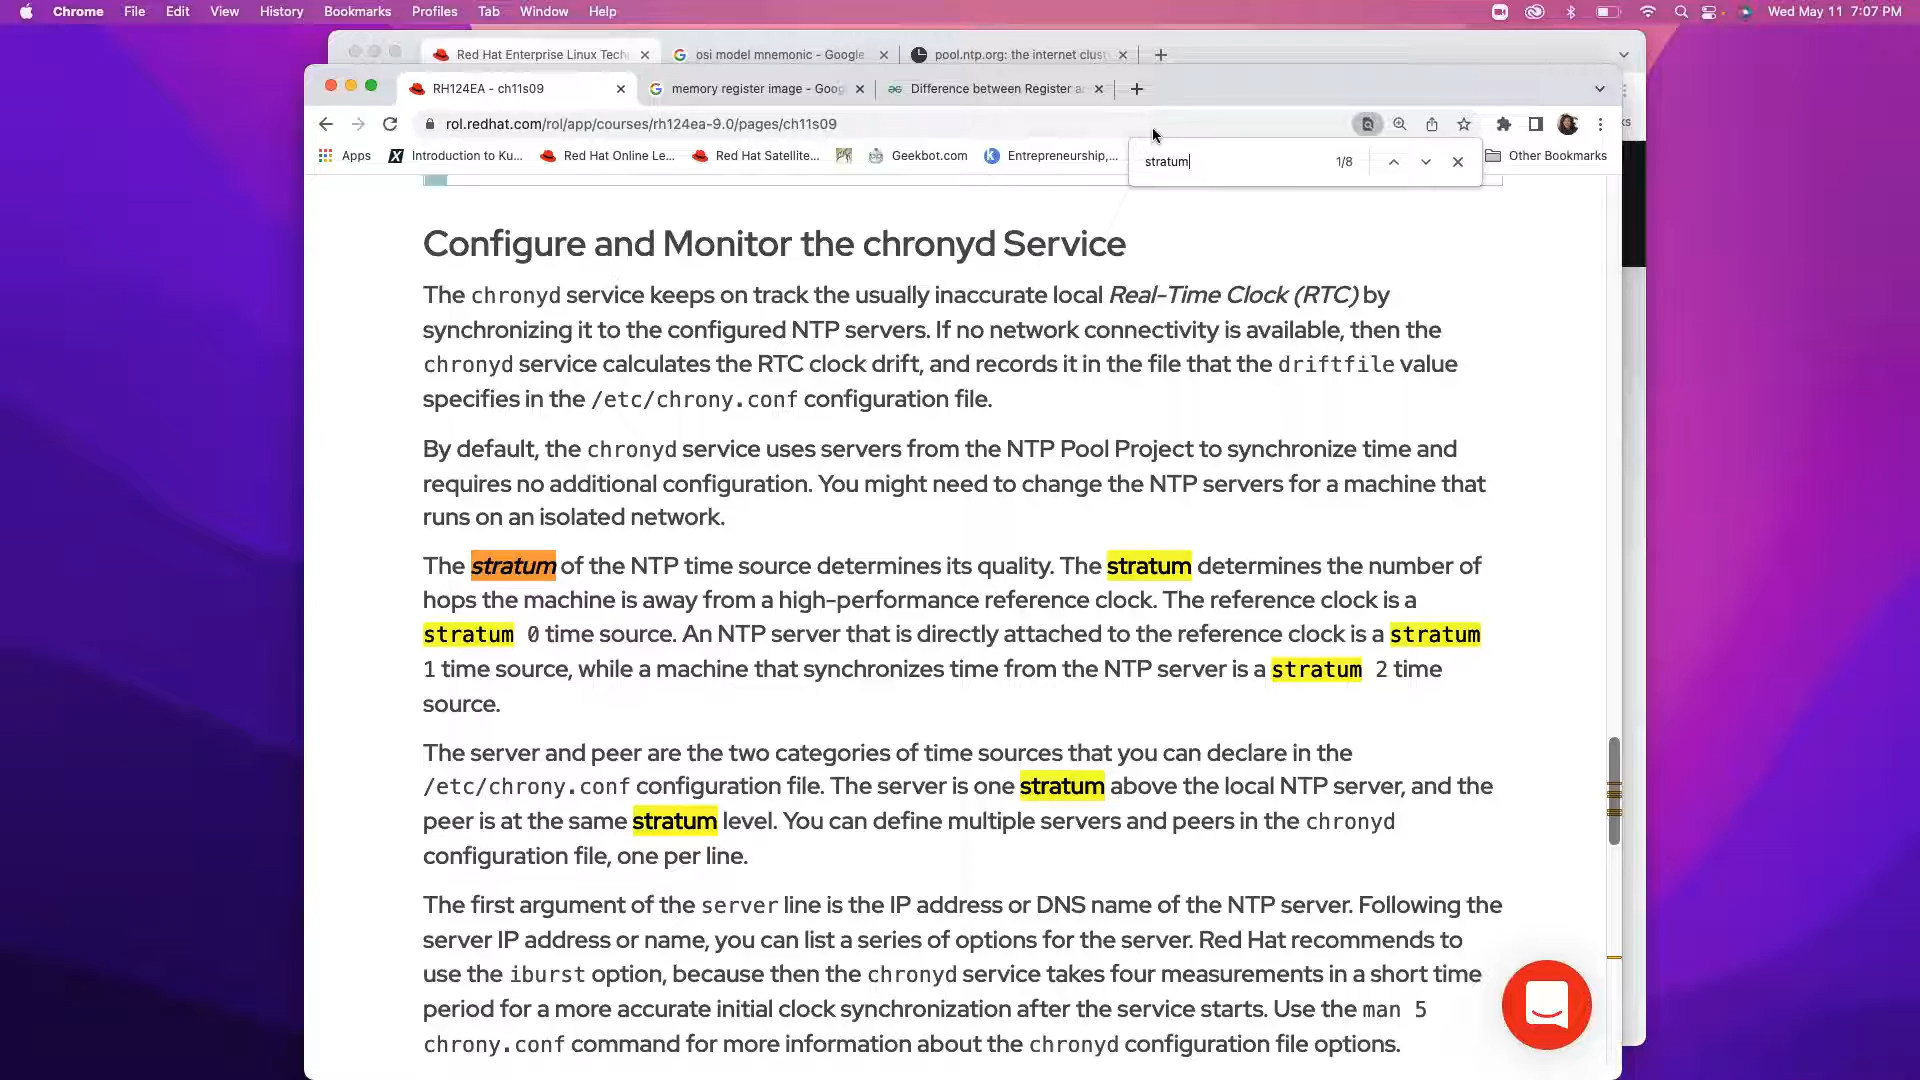 Chrome File Edit View History Bookmarks Profiles Tab Window Help Wed May 11 7:07 PM
Red Hat Enterprise Linux Tech osi model mnemonic - Google pool.ntp.org: the internet clust
RH124EA - ch11s09 memory register image - Goog Difference between Register a
rol.redhat.com/rol/app/courses/rh124ea-9.0/pages/ch11s09
Apps Introduction to Ku... Red Hat Online Le... Red Hat Satellite... Geekbot.com Entrepreneurship,... Other Bookmarks
stratum 1/8
Configure and Monitor the chronyd Service
The chronyd service keeps on track the usually inaccurate local Real-Time Clock (RTC) by
synchronizing it to the configured NTP servers. If no network connectivity is available, then the
chronyd service calculates the RTC clock drift, and records it in the file that the driftfile value
specifies in the /etc/chrony.conf configuration file.
By default, the chronyd service uses servers from the NTP Pool Project to synchronize time and
requires no additional configuration. You might need to change the NTP servers for a machine that
runs on an isolated network.
The stratum of the NTP time source determines its quality. The stratum determines the number of
hops the machine is away from a high-performance reference clock. The reference clock is a
stratum 0 time source. An NTP server that is directly attached to the reference clock is a stratum
1 time source, while a machine that synchronizes time from the NTP server is a stratum 2 time
source.
The server and peer are the two categories of time sources that you can declare in the
/etc/chrony.conf configuration file. The server is one stratum above the local NTP server, and the
peer is at the same stratum level. You can define multiple servers and peers in the chronyd
configuration file, one per line.
The first argument of the server line is the IP address or DNS name of the NTP server. Following the
server IP address or name, you can list a series of options for the server. Red Hat recommends to
use the iburst option, because then the chronyd service takes four measurements in a short time
period for a more accurate initial clock synchronization after the service starts. Use the man 5
chrony.conf command for more information about the chronyd configuration file options.